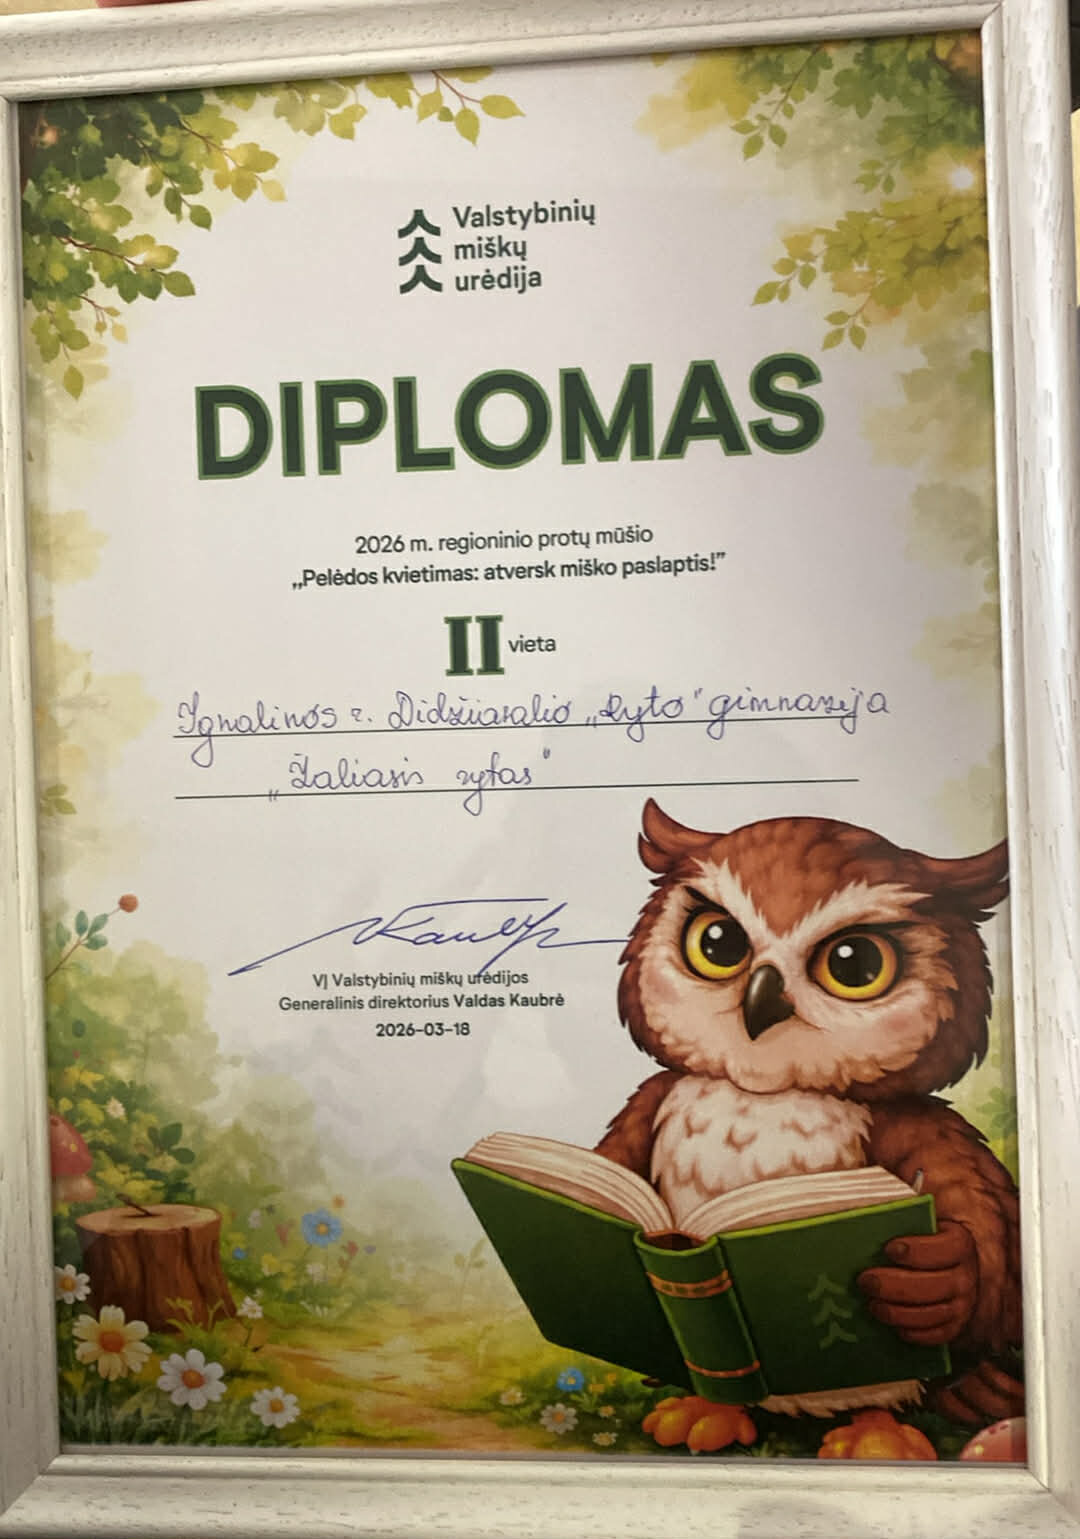 Valstybinių
miškų
urėdija
DIPLOMAS
2026 m. regioninio protų mūšio
„Pelėdos kvietimas: atversk miško paslaptis!”
II vieta
Ignalinos r. Didžiasalio „Ryto" gimnazija
„Žaliasis rytas"
VĮ Valstybinių miškų urėdijos
Generalinis direktorius Valdas Kaubrė
2026-03-18